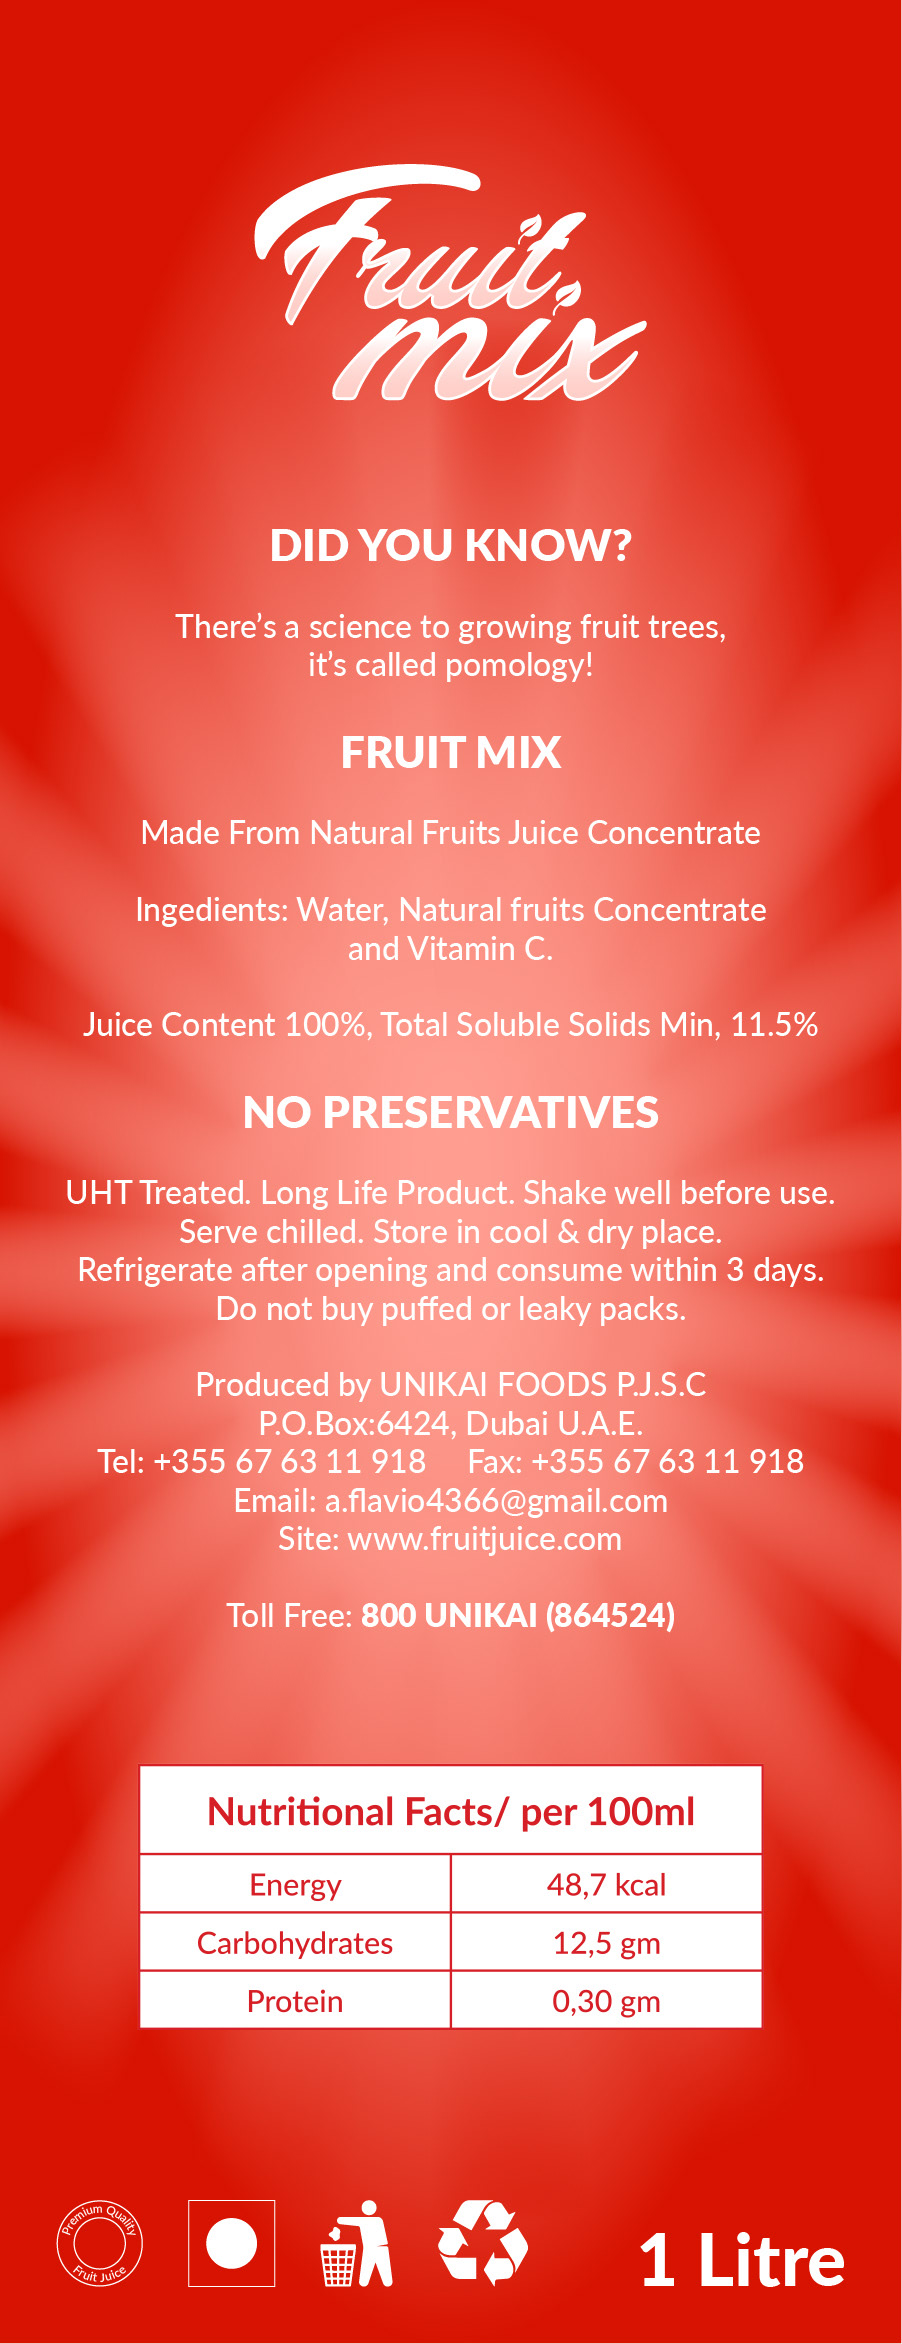 Fruit
mix
DID YOU KNOW?
There’s a science to growing fruit trees,
it’s called pomology!
FRUIT MIX
Made From Natural Fruits Juice Concentrate
Ingedients: Water, Natural fruits Concentrate
and Vitamin C.
Juice Content 100%, Total Soluble Solids Min, 11.5%
NO PRESERVATIVES
UHT Treated. Long Life Product. Shake well before use.
Serve chilled. Store in cool & dry place.
Refrigerate after opening and consume within 3 days.
Do not buy puffed or leaky packs.
Produced by UNIKAI FOODS P.J.S.C
P.O.Box:6424, Dubai U.A.E.
Tel: +355 67 63 11 918 Fax: +355 67 63 11 918
Email: a.flavio4366@gmail.com
Site: www.fruitjuice.com
Toll Free: 800 UNIKAI (864524)
Nutritional Facts/ per 100ml
Energy 48,7 kcal
Carbohydrates 12,5 gm
Protein 0,30 gm
Premium Quality
Fruit Juice
1 Litre